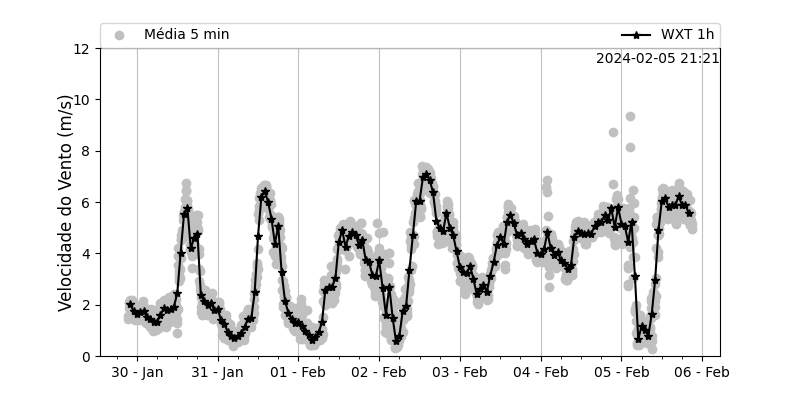 Média 5 min
WXT 1h
2024-02-05 21:21
Velocidade do Vento (m/s)
12
10
8
6
4
2
0
30 - Jan 31 - Jan 01 - Feb 02 - Feb 03 - Feb 04 - Feb 05 - Feb 06 - Feb